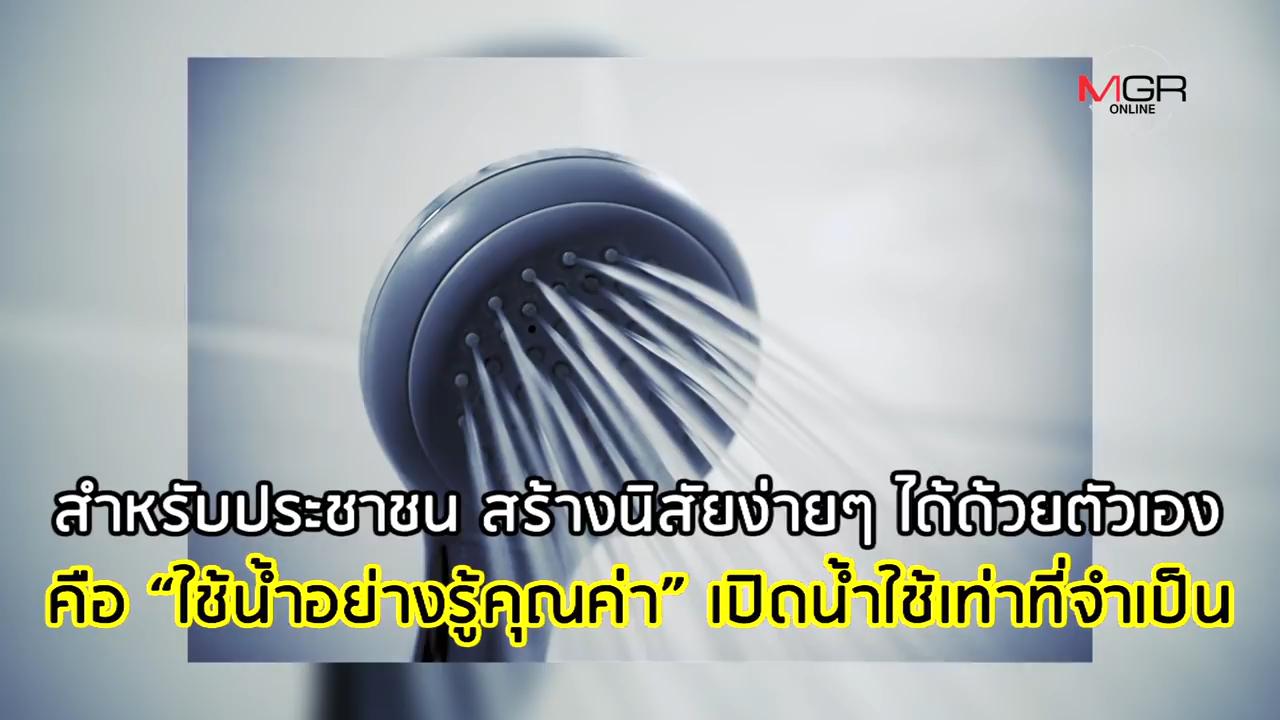 MGR
ONLINE
สำหรับประชาชน สร้างนิสัยง่ายๆ ได้ด้วยตัวเอง
คือ “ใช้น้ำอย่างรู้คุณค่า” เปิดน้ำใช้เท่าที่จำเป็น